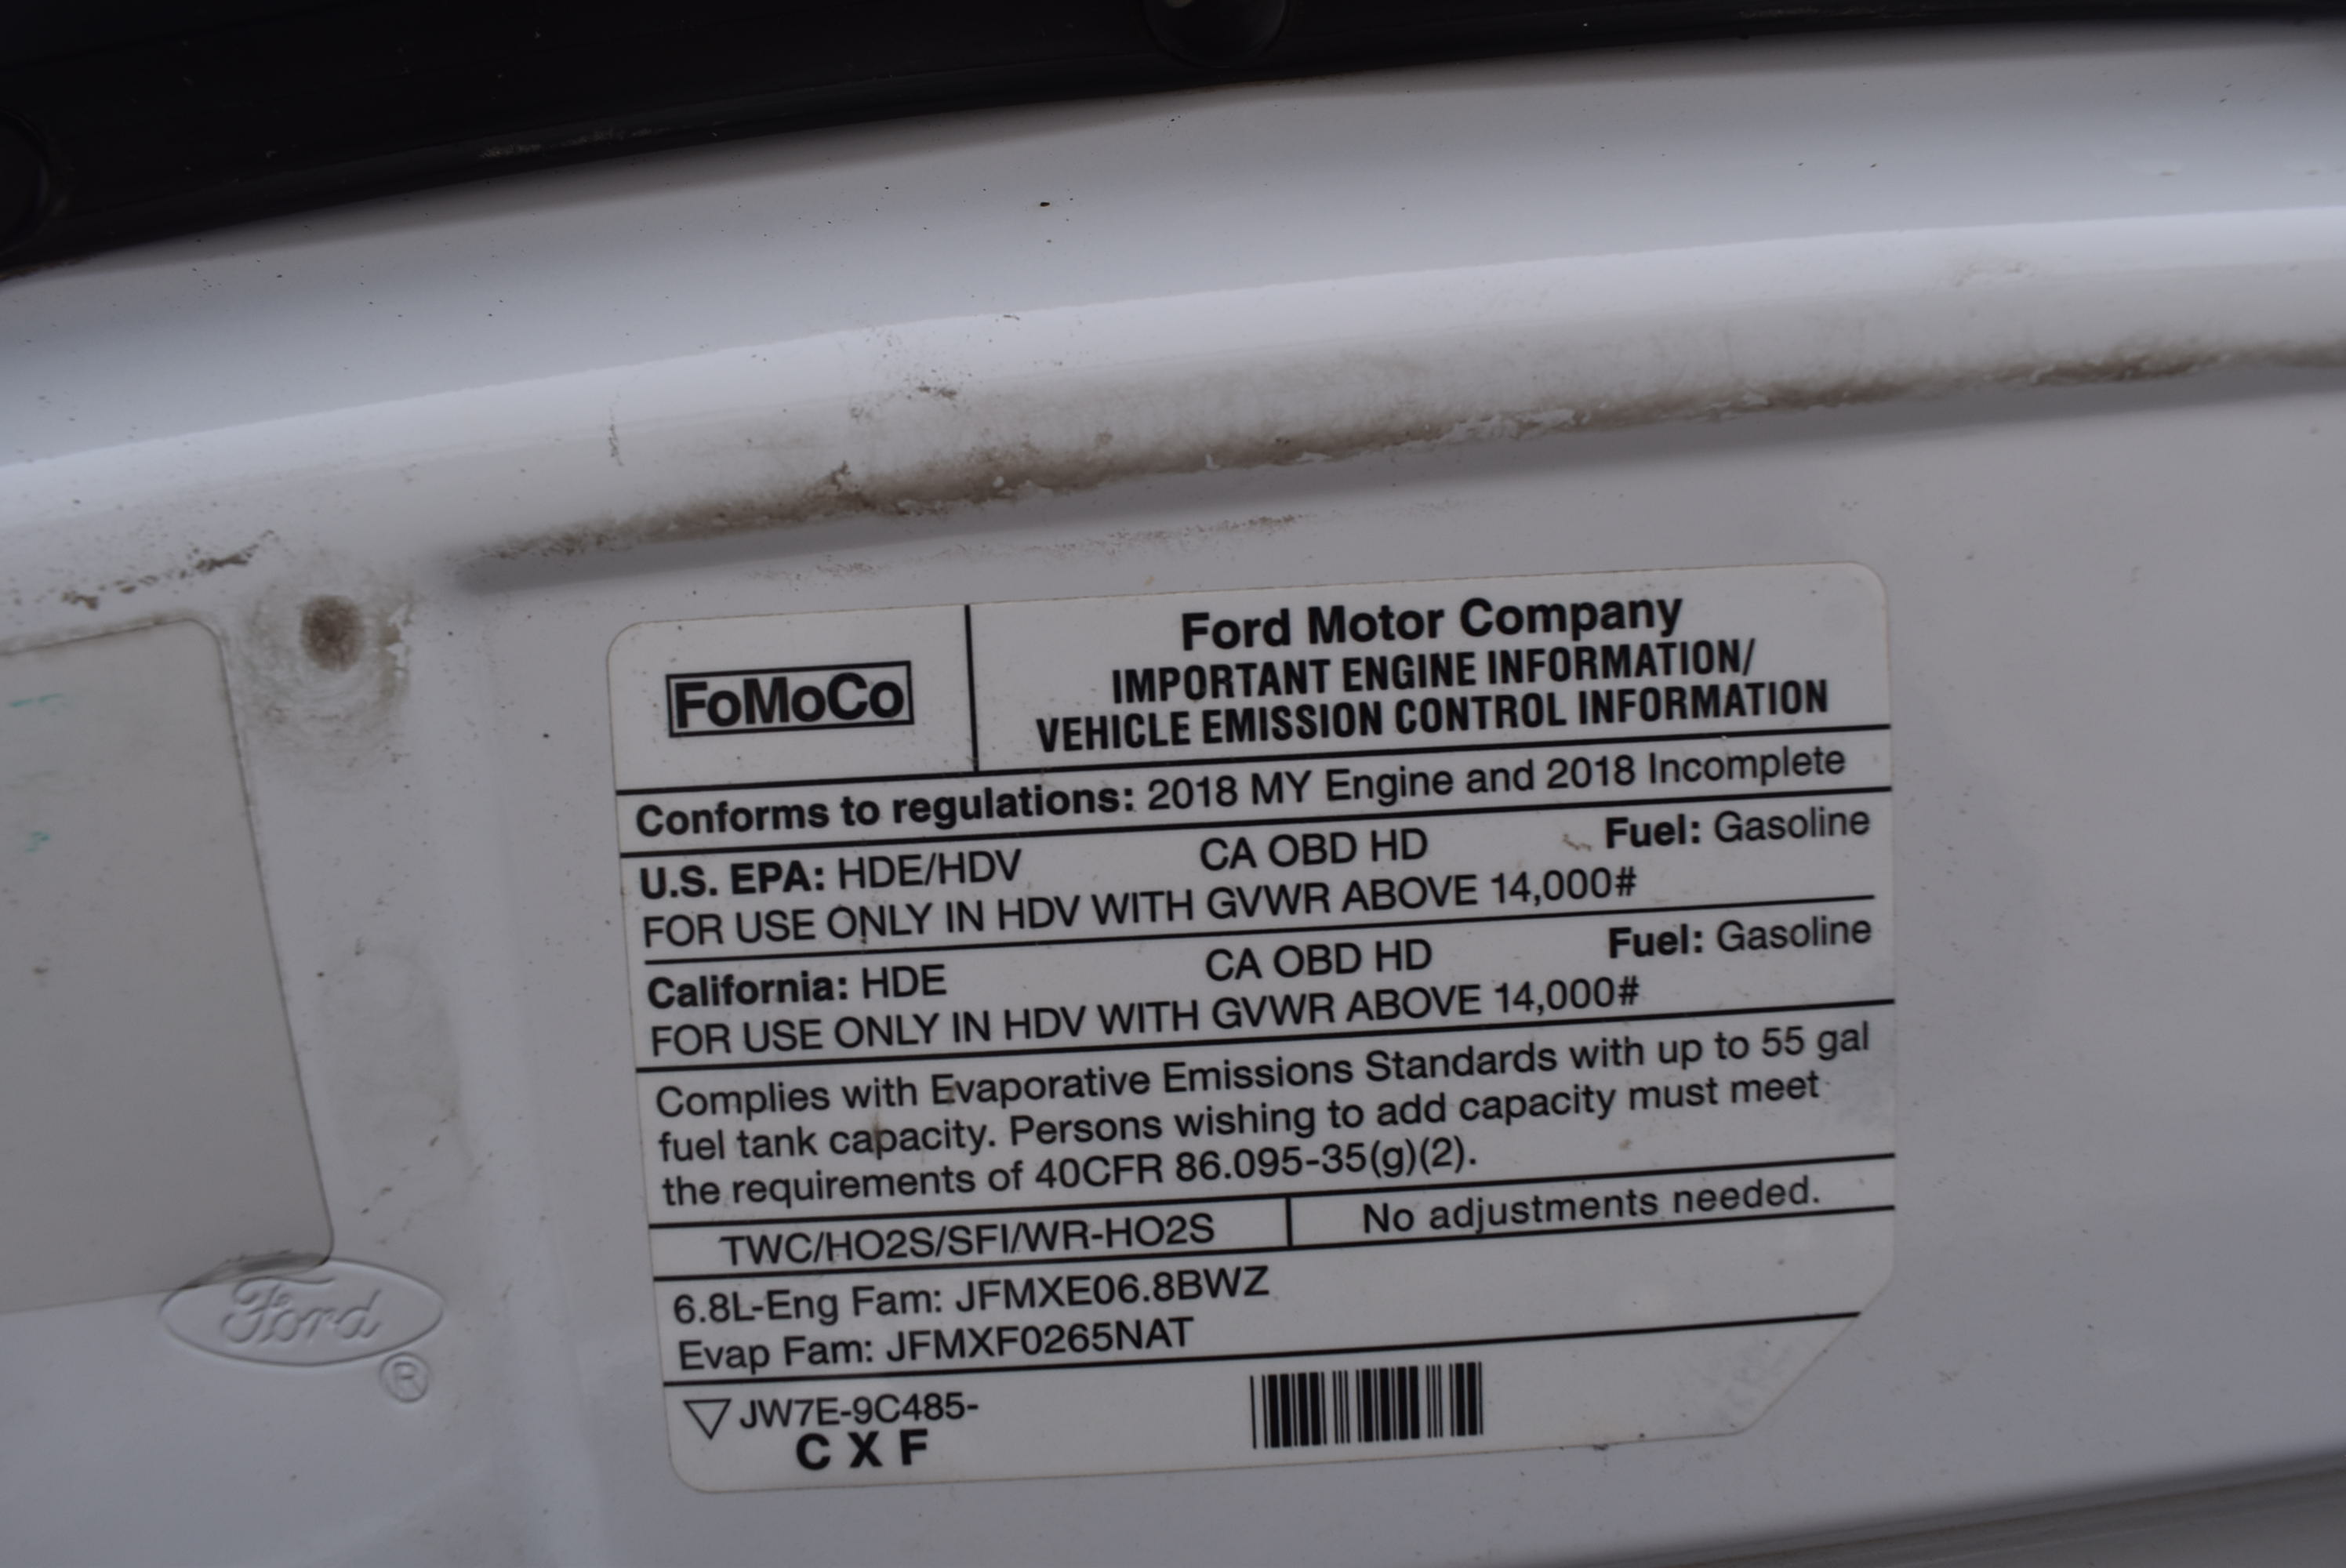 FoMoCo
Ford Motor Company
IMPORTANT ENGINE INFORMATION/
VEHICLE EMISSION CONTROL INFORMATION
Conforms to regulations: 2018 MY Engine and 2018 Incomplete
U.S. EPA: HDE/HDV CA OBD HD Fuel: Gasoline
FOR USE ONLY IN HDV WITH GVWR ABOVE 14,000#
California: HDE CA OBD HD Fuel: Gasoline
FOR USE ONLY IN HDV WITH GVWR ABOVE 14,000#
Complies with Evaporative Emissions Standards with up to 55 gal
fuel tank capacity. Persons wishing to add capacity must meet
the requirements of 40CFR 86.095-35(g)(2).
TWC/HO2S/SFI/WR-HO2S No adjustments needed.
6.8L-Eng Fam: JFMXE06.8BWZ
Evap Fam: JFMXF0265NAT
JW7E-9C485-
C X F
Ford
®